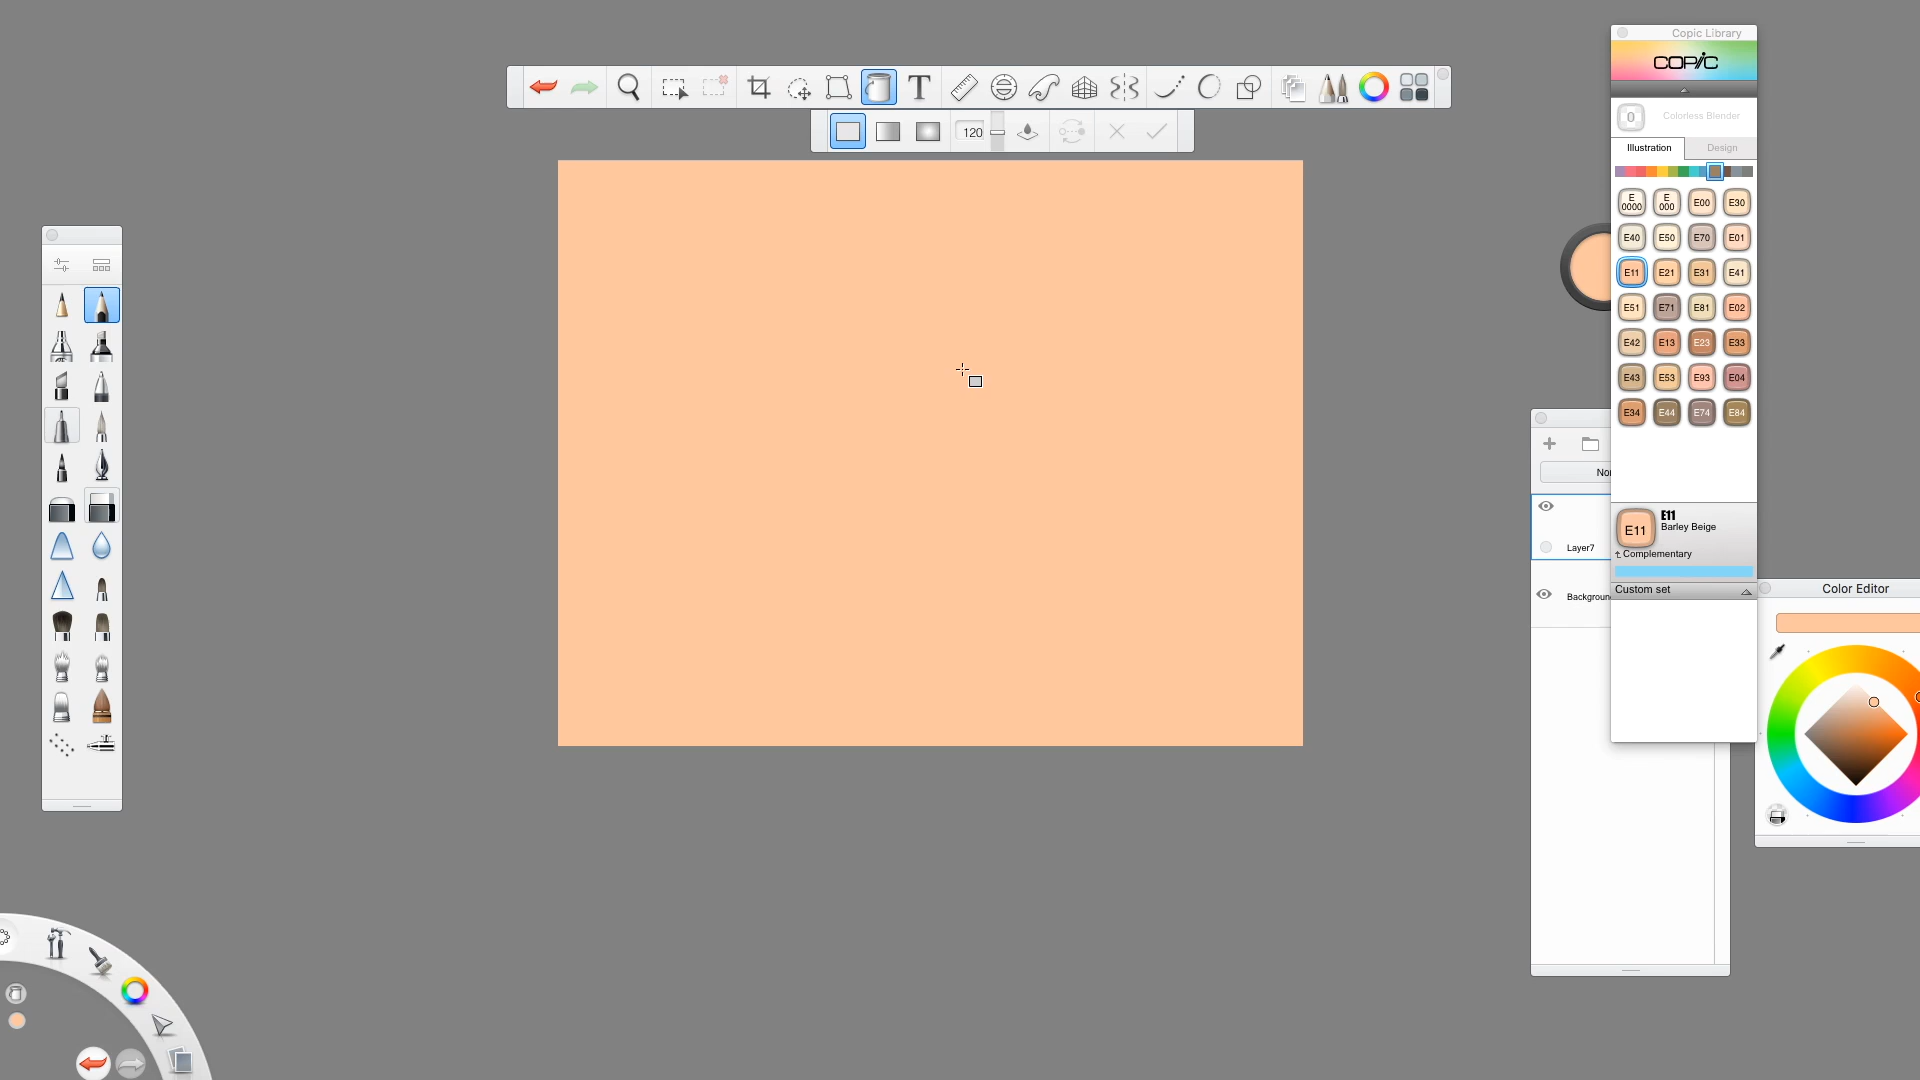 Copic Library
COPIC
0
Colorless Blender
Illustration
Design
E 0000
E 000
E00
E30
E40
E50
E70
E01
E11
E21
E31
E41
E51
E71
E81
E02
E42
E13
E23
E33
E43
E53
E93
E04
E34
E44
E74
E84
T
120
Nor
Layer7
Background
E11
E11
Barley Beige
Complementary
Custom set
Color Editor